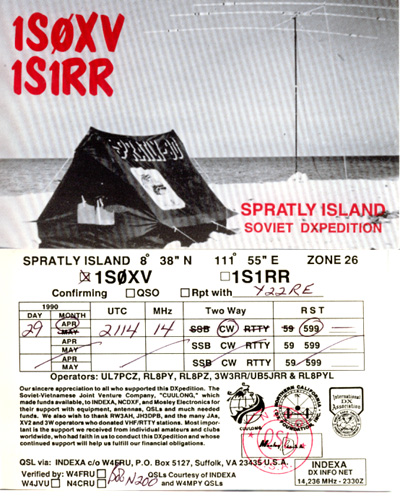 1SØXV
1S1RR
SPRATLY-90
SPRATLY ISLAND
SOVIET DXPEDITION
SPRATLY ISLAND 8° 38" N 111° 55" E ZONE 26
1SØXV 1S1RR
Confirming QSO Rpt with Y22RE
1990
DAY MONTH UTC MHz Two Way R S T
29 APR MAY 2114 14 SSB CW RTTY 59 599
APR MAY SSB CW RTTY 59 599
APR MAY SSB CW RTTY 59 599
Operators: UL7PCZ, RL8PY, RL8PZ, 3W3RR/UB5JRR & RL8PYL
Our sincere appreciation to all who supported this DXpedition. The
Soviet-Vietnamese Joint Venture Company, "CUULONG," which
made funds available, to INDEXA, NCDXF, and Mosley Electronics for
their support with equipment, antennas, QSLs and much needed
funds. We also wish to thank RW3AH, JH3DPB, and the many JAs,
XV2 and 3W operators who donated VHF/RTTY stations. Most impor-
tant is the support we received from individual amateurs and clubs
worldwide, who had faith in us to conduct this DXpedition and whose
continued support will help us fulfill our financial obligations.
CUULONG
International
DX
Association
QSL via: INDEXA c/o W4FRU, P.O. Box 5127, Suffolk, VA 23435 U.S.A.
Verified by: W4FRU
W4JVU N4CRU
QSLs Courtesy of INDEXA
and W4MPY QSLs
INDEXA
DX INFO NET
14,236 MHZ - 2330Z